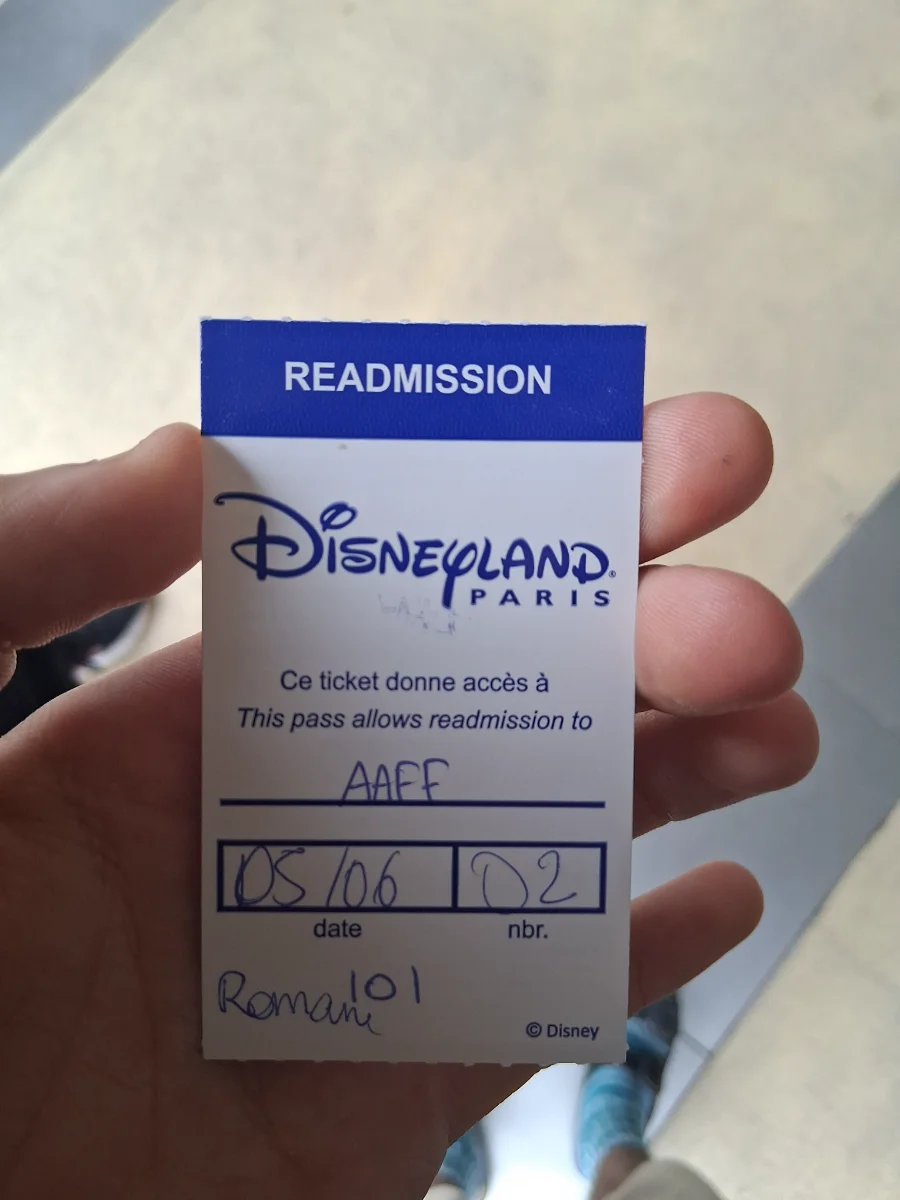 READMISSION
Disneyland
PARIS
Ce ticket donne accès à
This pass allows readmission to
AAFF
05/06 02
date nbr.
101
© Disney